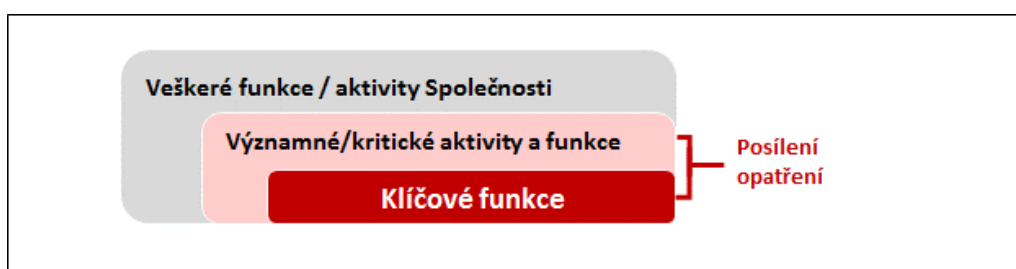 Veškeré funkce / aktivity Společnosti
Významné/kritické aktivity a funkce
Klíčové funkce
Posílení
opatření